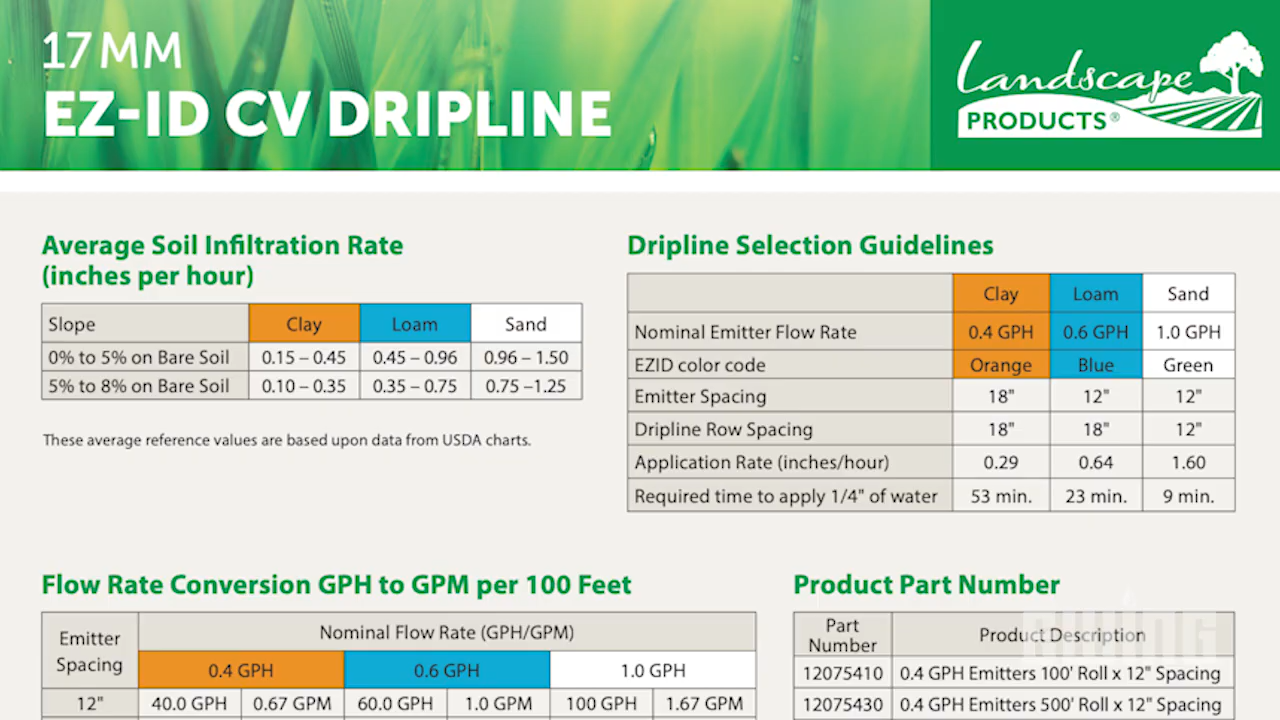 17MM
EZ-ID CV DRIPLINE
Landscape
PRODUCTS®
Average Soil Infiltration Rate
(inches per hour)
Slope Clay Loam Sand
0% to 5% on Bare Soil 0.15 – 0.45 0.45 – 0.96 0.96 – 1.50
5% to 8% on Bare Soil 0.10 – 0.35 0.35 – 0.75 0.75 –1.25
These average reference values are based upon data from USDA charts.
Dripline Selection Guidelines
Clay Loam Sand
Nominal Emitter Flow Rate 0.4 GPH 0.6 GPH 1.0 GPH
EZID color code Orange Blue Green
Emitter Spacing 18" 12" 12"
Dripline Row Spacing 18" 18" 12"
Application Rate (inches/hour) 0.29 0.64 1.60
Required time to apply 1/4" of water 53 min. 23 min. 9 min.
Flow Rate Conversion GPH to GPM per 100 Feet
Emitter
Spacing
Nominal Flow Rate (GPH/GPM)
0.4 GPH 0.6 GPH 1.0 GPH
12" 40.0 GPH 0.67 GPM 60.0 GPH 1.0 GPM 100 GPH 1.67 GPM
Product Part Number
Part
Number
Product Description
12075410 0.4 GPH Emitters 100' Roll x 12" Spacing
12075430 0.4 GPH Emitters 500' Roll x 12" Spacing